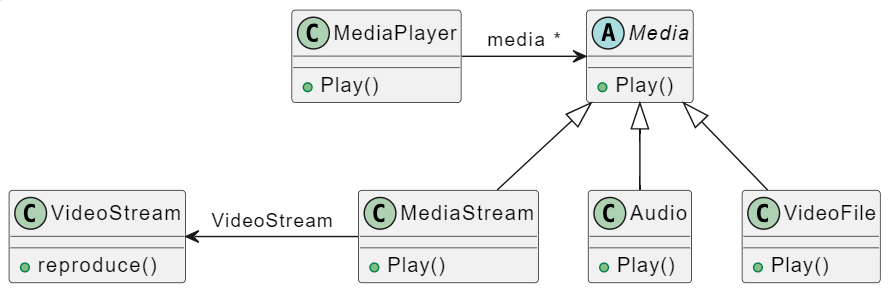 C MediaPlayer
Play()
media *
A Media
Play()
C VideoStream
reproduce()
VideoStream
C MediaStream
Play()
C Audio
Play()
C VideoFile
Play()